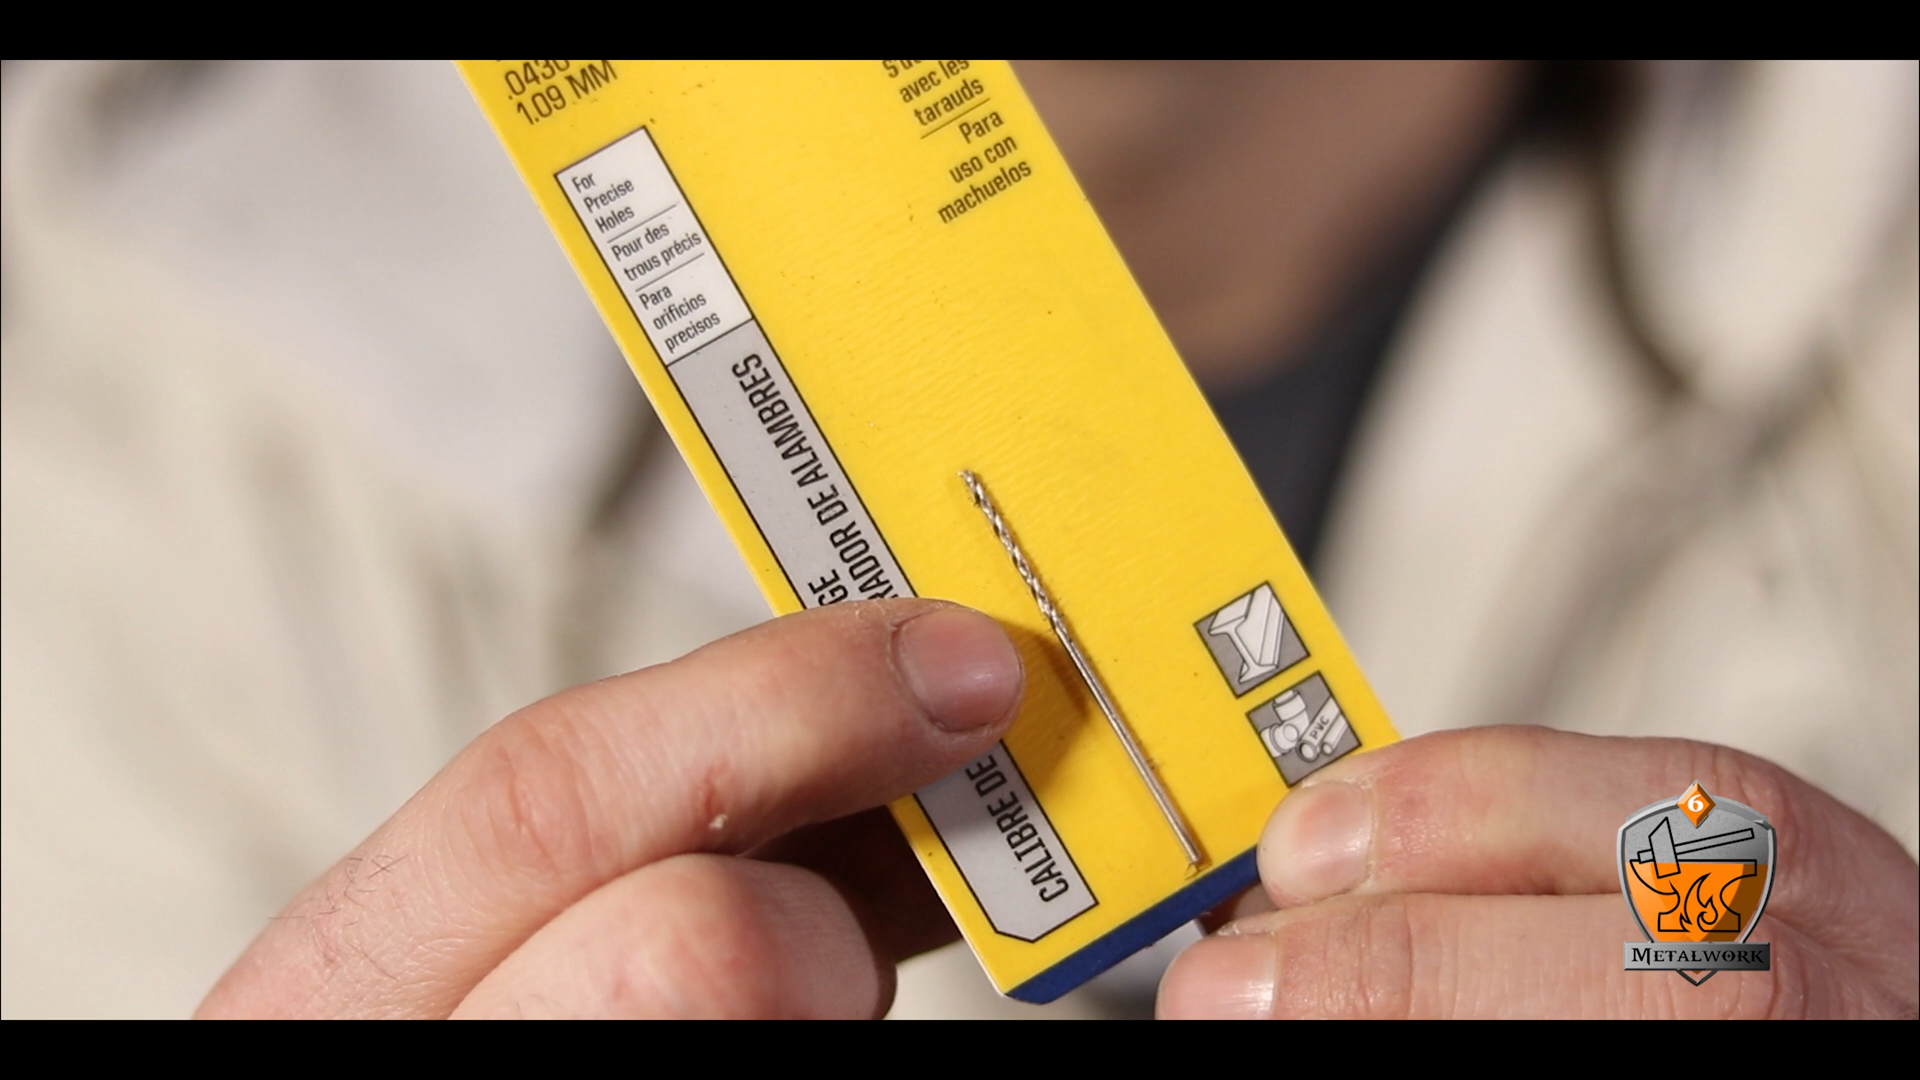 1.09 MM
avec les
tarauds
Para
uso con
machuelos
For
Precise
Holes
Pour des
trous précis
Para
orificios
precisos
RADOR DE ALAMBRES
GE
CALIBRE DE
PVC
6
METALWORK